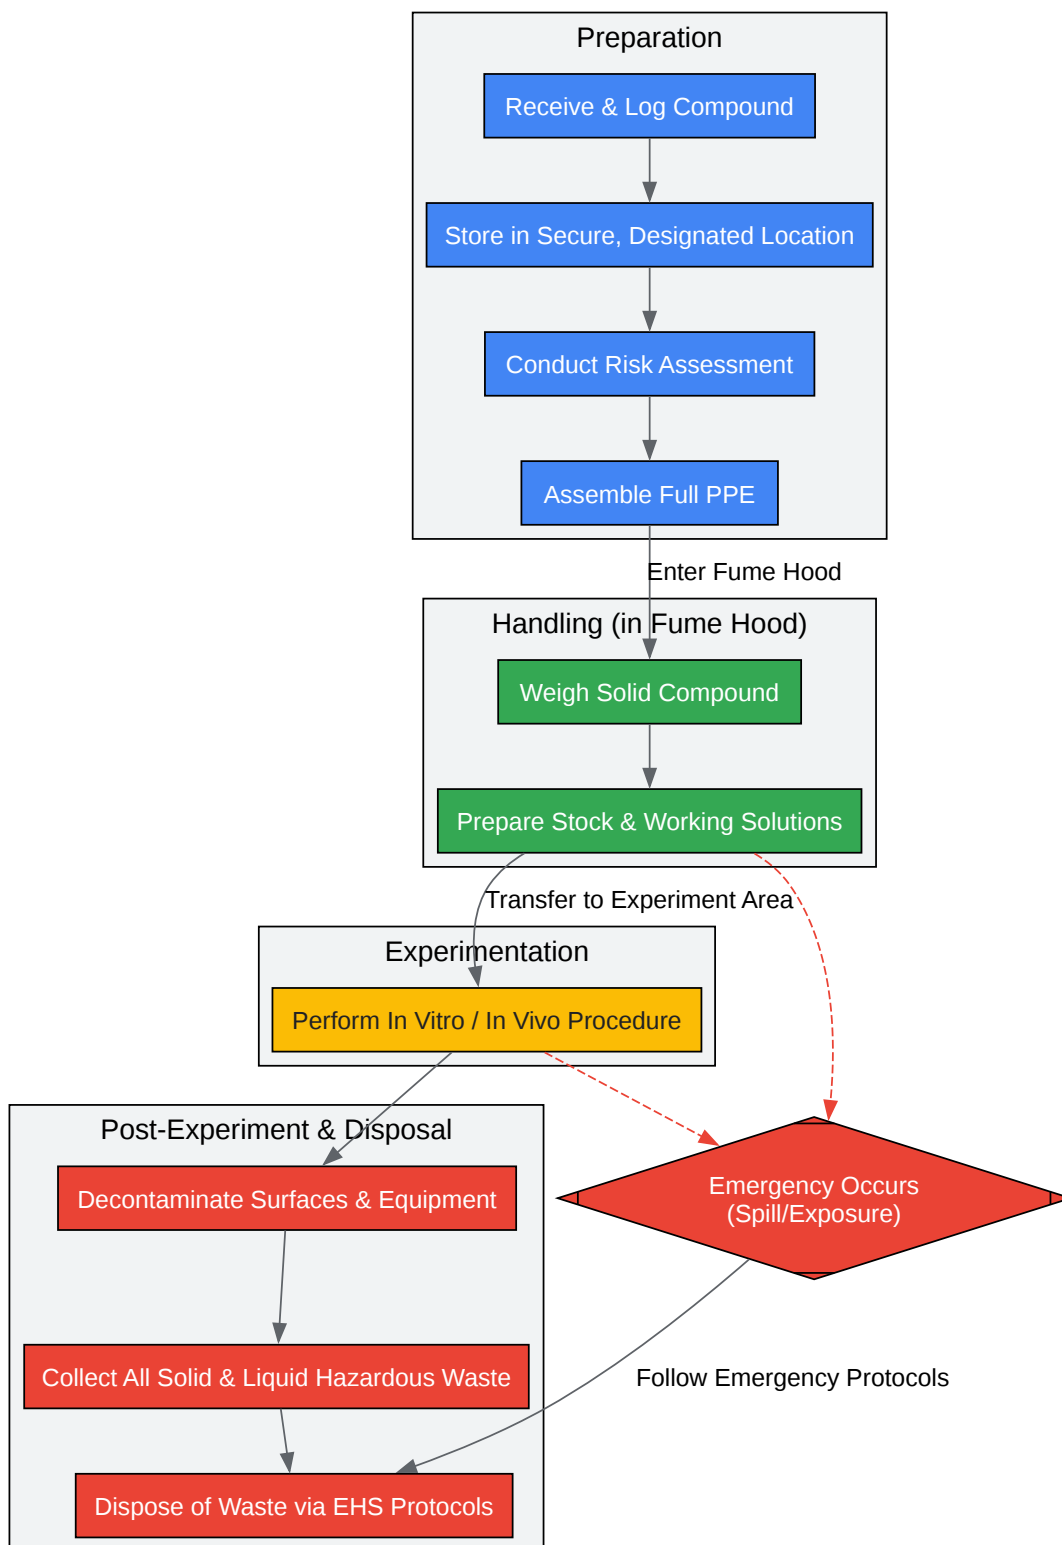 Preparation
Receive & Log Compound
Store in Secure, Designated Location
Conduct Risk Assessment
Assemble Full PPE
Enter Fume Hood
Handling (in Fume Hood)
Weigh Solid Compound
Prepare Stock & Working Solutions
Transfer to Experiment Area
Experimentation
Perform In Vitro / In Vivo Procedure
Post-Experiment & Disposal
Decontaminate Surfaces & Equipment
Emergency Occurs
(Spill/Exposure)
Collect All Solid & Liquid Hazardous Waste
Follow Emergency Protocols
Dispose of Waste via EHS Protocols